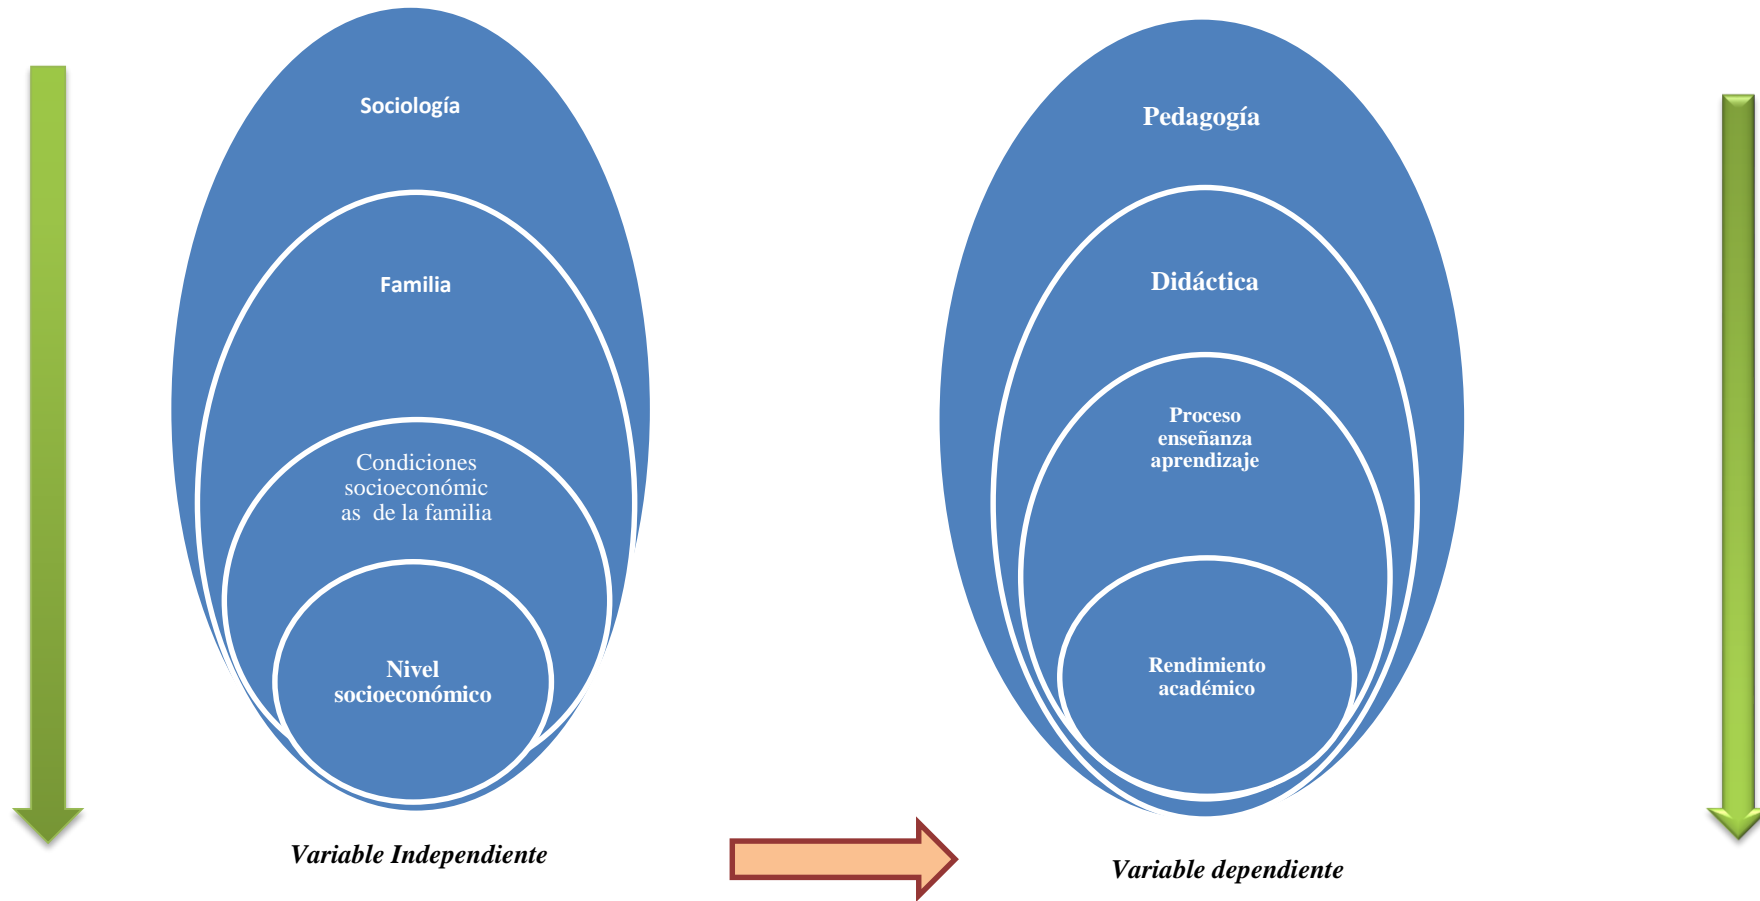 Sociología
Familia
Condiciones
socioeconómic
as de la familia
Nivel
socioeconómico
Variable Independiente
Pedagogía
Didáctica
Proceso
enseñanza
aprendizaje
Rendimiento
académico
Variable dependiente